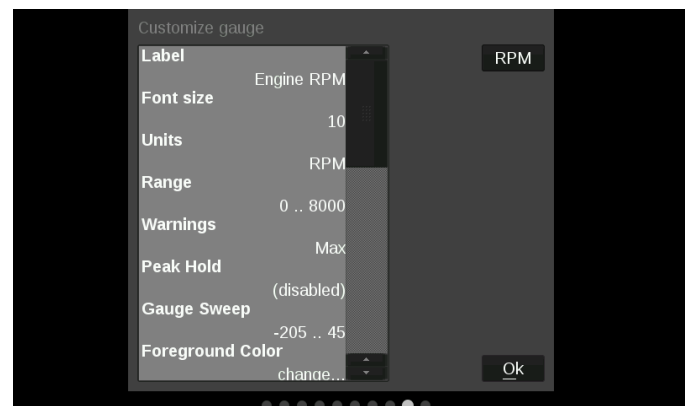 Customize gauge
Label
Engine RPM
Font size
10
Units
RPM
Range
0 .. 8000
Warnings
Max
Peak Hold
(disabled)
Gauge Sweep
-205 .. 45
Foreground Color
change...
RPM
Ok